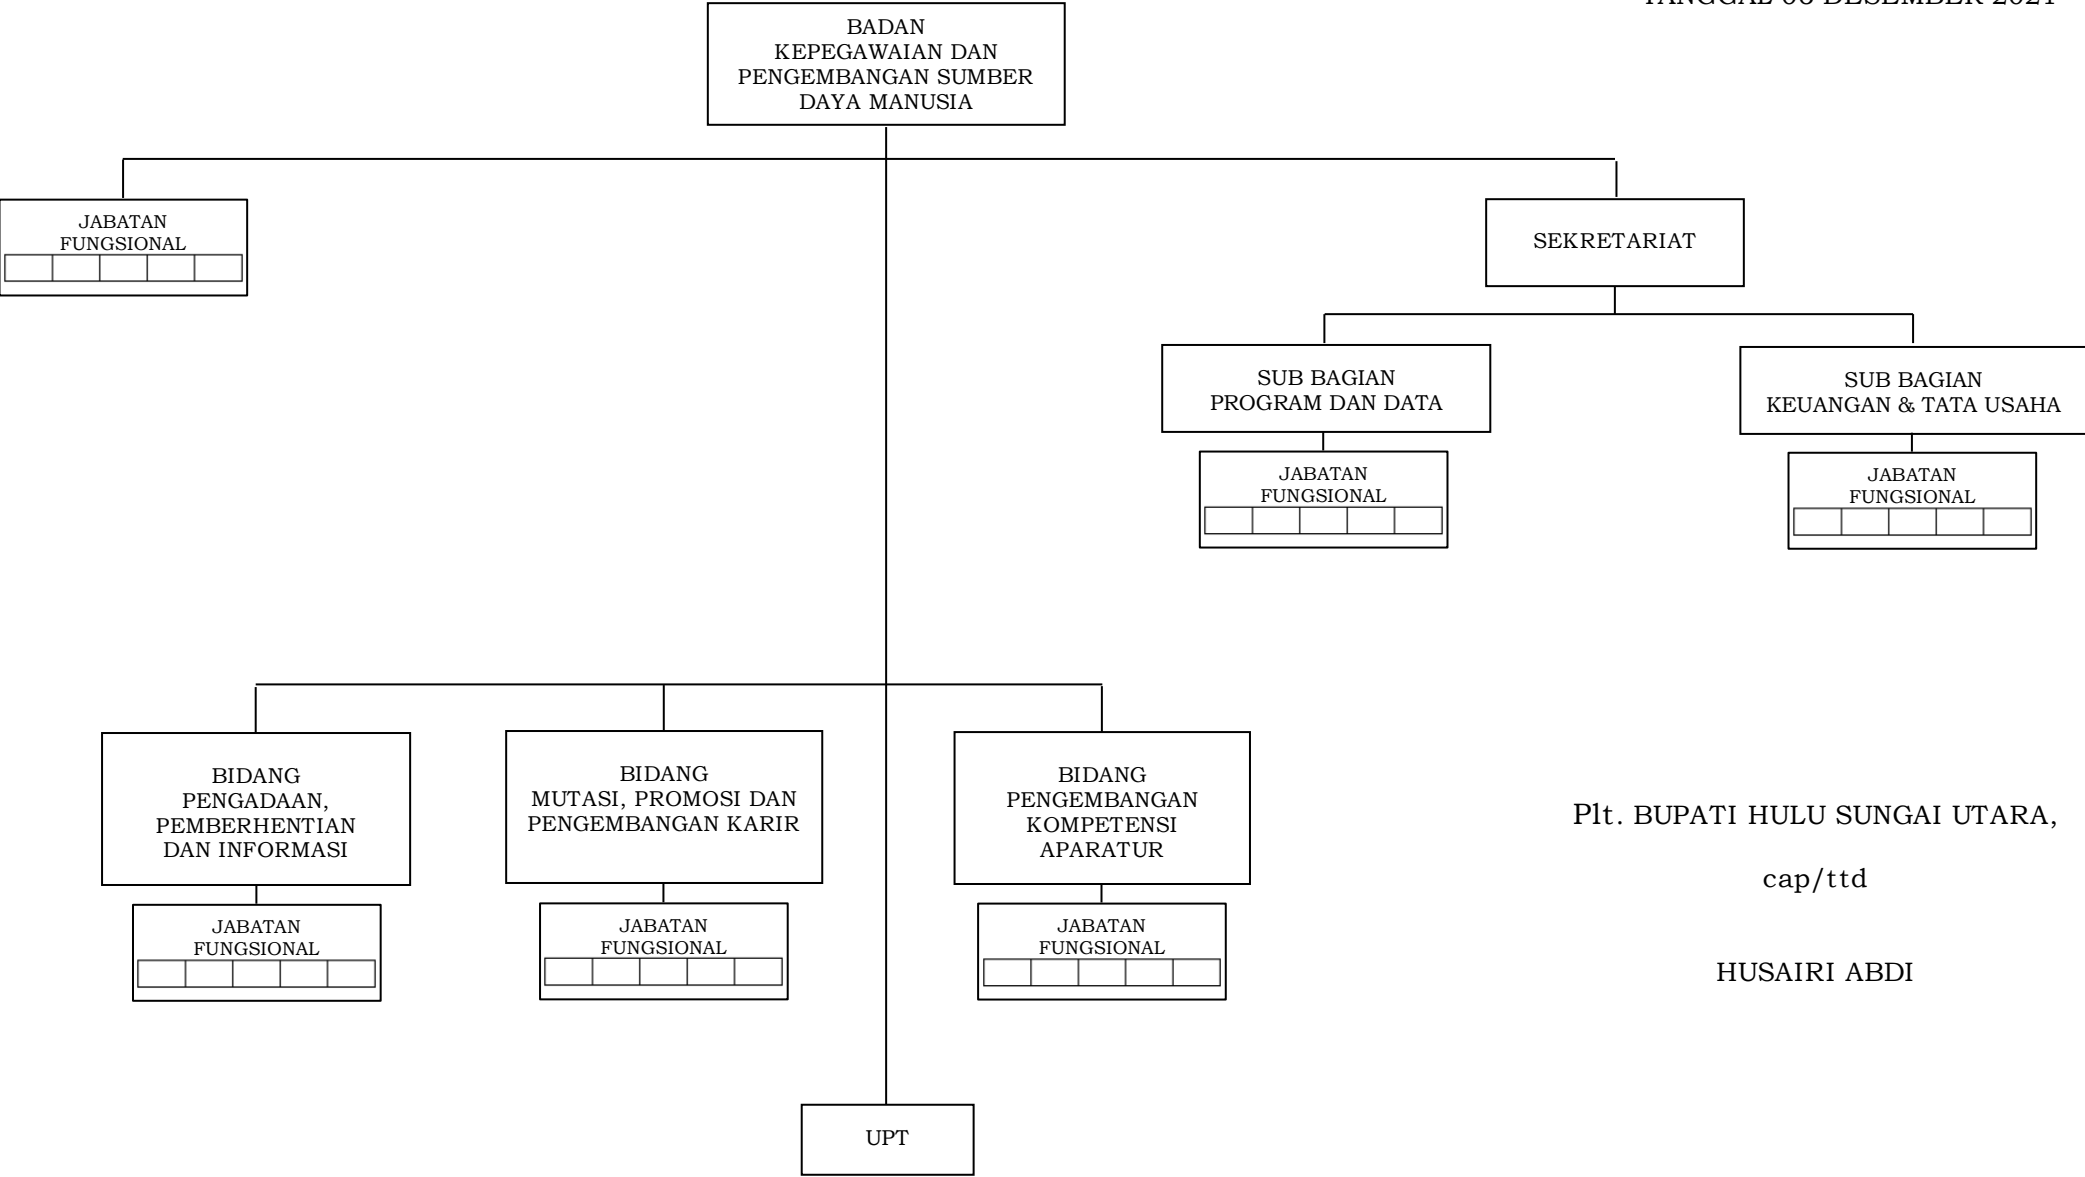 BADAN
KEPEGAWAIAN DAN
PENGEMBANGAN SUMBER
DAYA MANUSIA
JABATAN
FUNGSIONAL
SEKRETARIAT
SUB BAGIAN
PROGRAM DAN DATA
SUB BAGIAN
KEUANGAN & TATA USAHA
JABATAN
FUNGSIONAL
JABATAN
FUNGSIONAL
BIDANG
PENGADAAN,
PEMBERHENTIAN
DAN INFORMASI
BIDANG
MUTASI, PROMOSI DAN
PENGEMBANGAN KARIR
BIDANG
PENGEMBANGAN
KOMPETENSI
APARATUR
JABATAN
FUNGSIONAL
JABATAN
FUNGSIONAL
JABATAN
FUNGSIONAL
Plt. BUPATI HULU SUNGAI UTARA,
cap/ttd
HUSAIRI ABDI
UPT